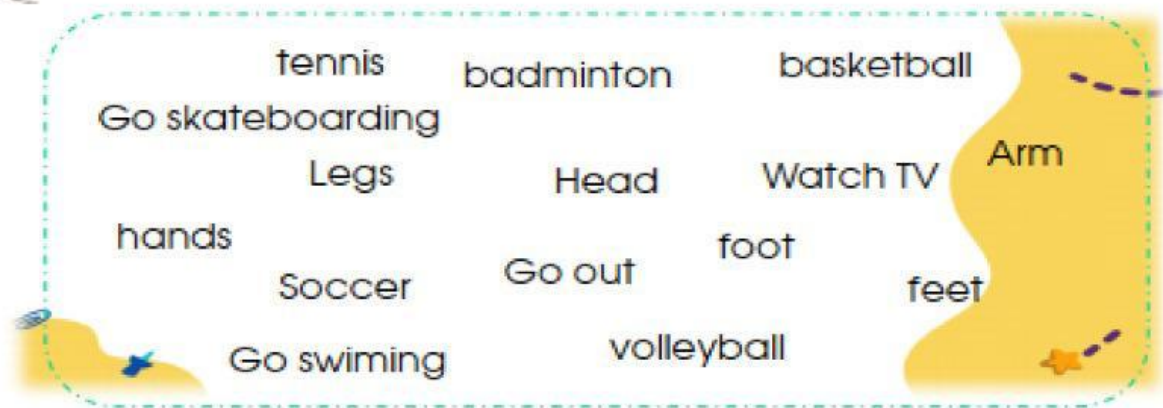 tennis
badminton
basketball
Go skateboarding
Arm
Legs
Head
Watch TV
hands
foot
Soccer
Go out
feet
Go swiming
volleyball